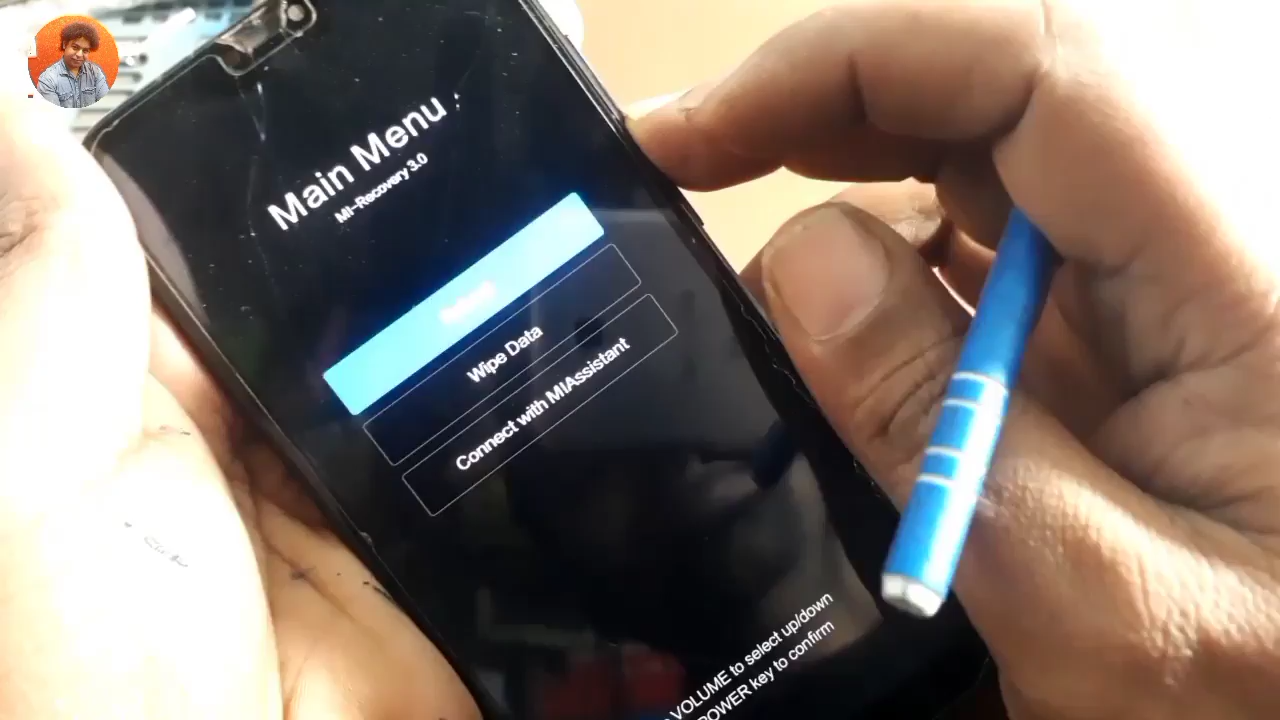 Main Menu
MI-Recovery 3.0
Reboot
Wipe Data
Connect with MIAssistant
VOLUME to select up/down
POWER key to confirm